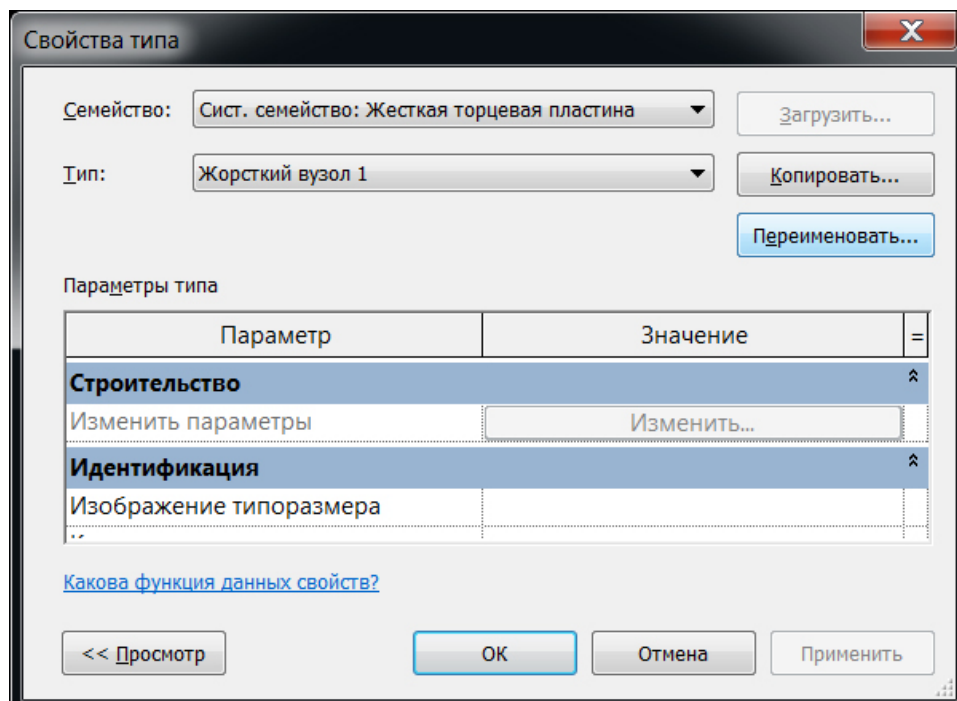 Свойства типа
Семейство: Сист. семейство: Жесткая торцевая пластина Загрузить...
Тип: Жорсткий вузол 1 Копировать...
Переименовать...
Параметры типа
Параметр Значение =
Строительство
Изменить параметры Изменить...
Идентификация
Изображение типоразмера
Какова функция данных свойств?
<< Просмотр OK Отмена Применить